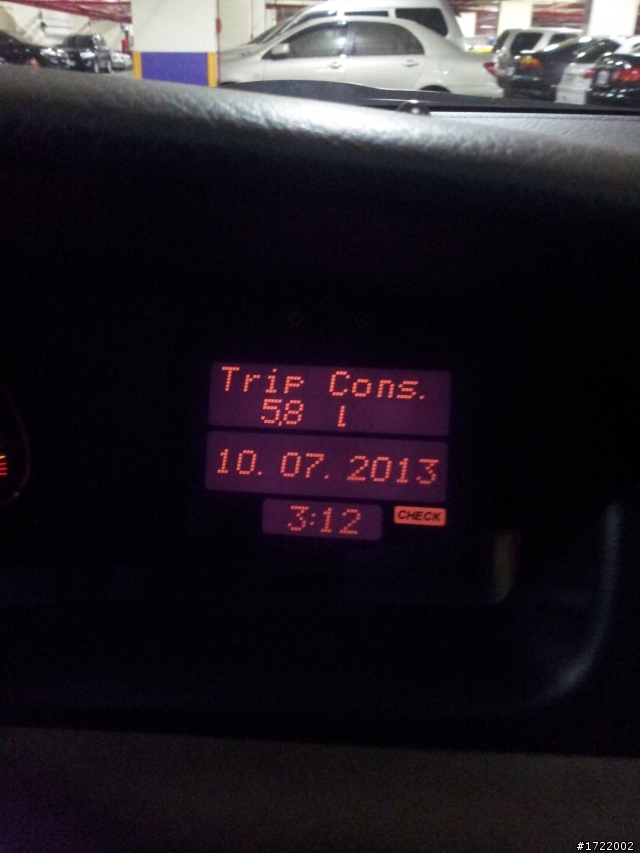 Trip Cons.
5.8 l
10. 07. 2013
3:12 CHECK
#1722002